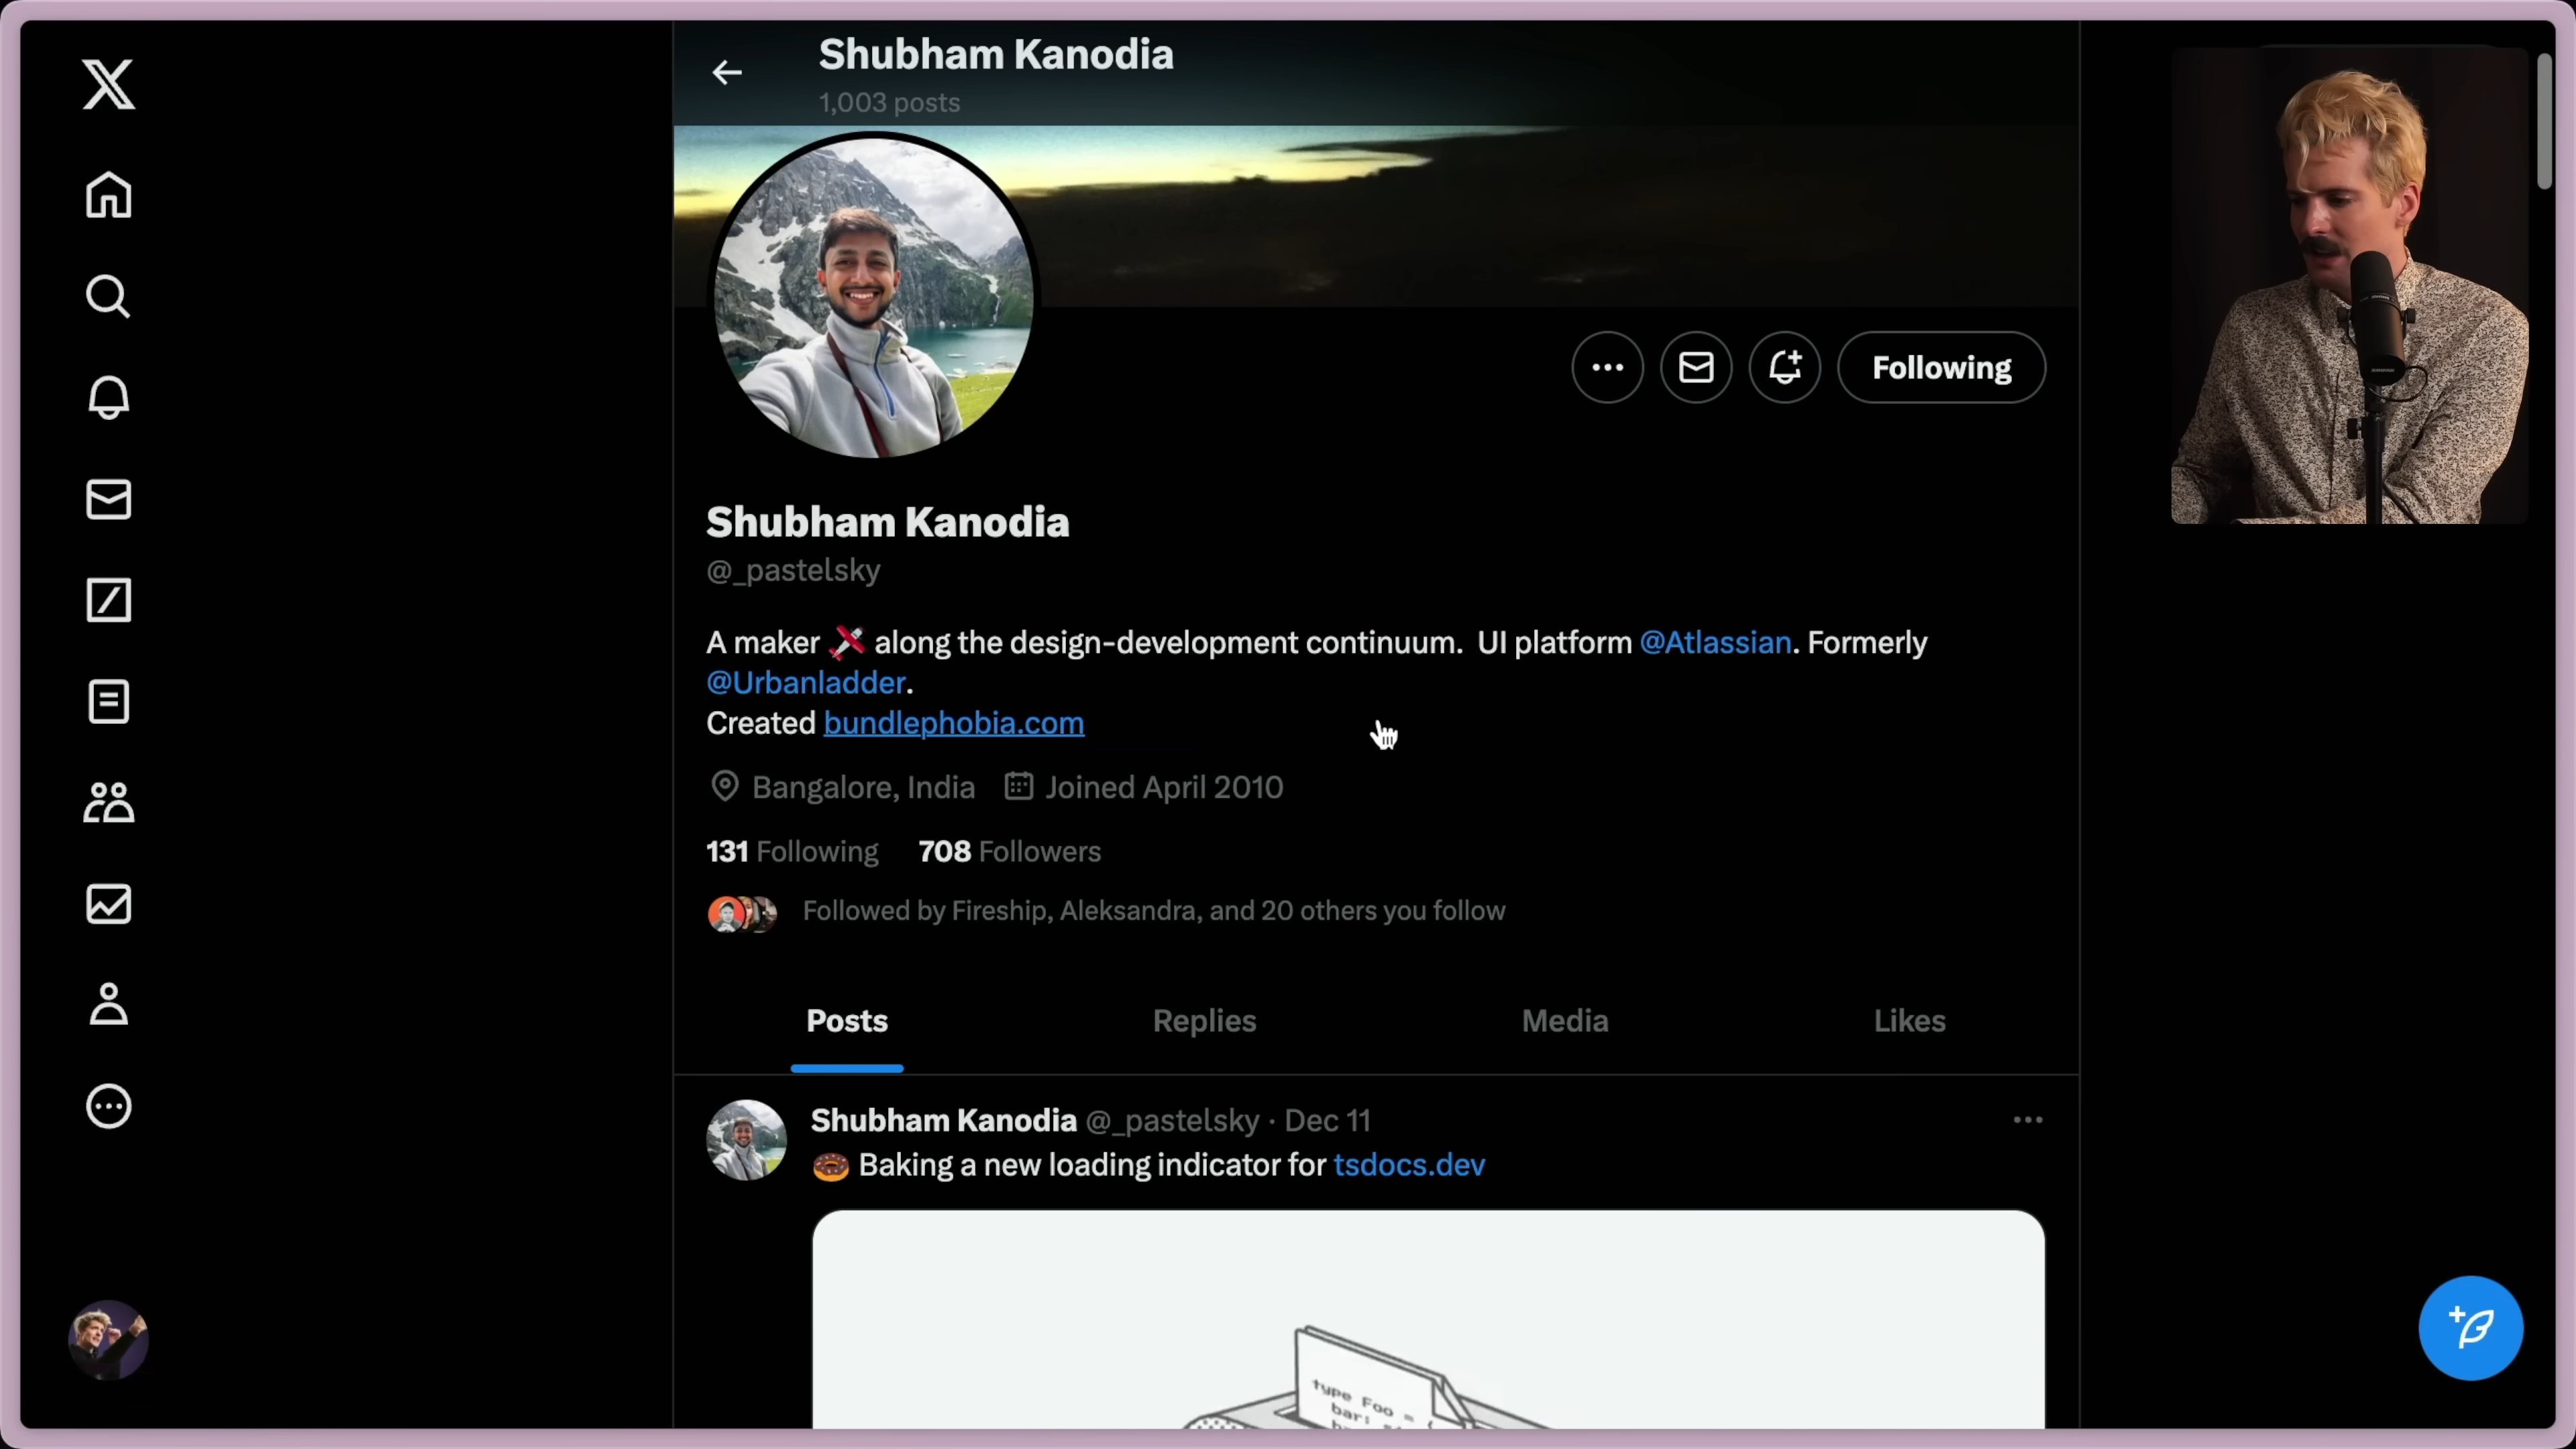 Shubham Kanodia
1,003 posts
Following
Shubham Kanodia
@_pastelsky
A maker along the design-development continuum. UI platform @Atlassian. Formerly
@Urbanladder.
Created bundlephobia.com
Bangalore, India Joined April 2010
131 Following 708 Followers
Followed by Fireship, Aleksandra, and 20 others you follow
Posts Replies Media Likes
Shubham Kanodia @_pastelsky · Dec 11
🍩 Baking a new loading indicator for tsdocs.dev
type Foo = {
bar: